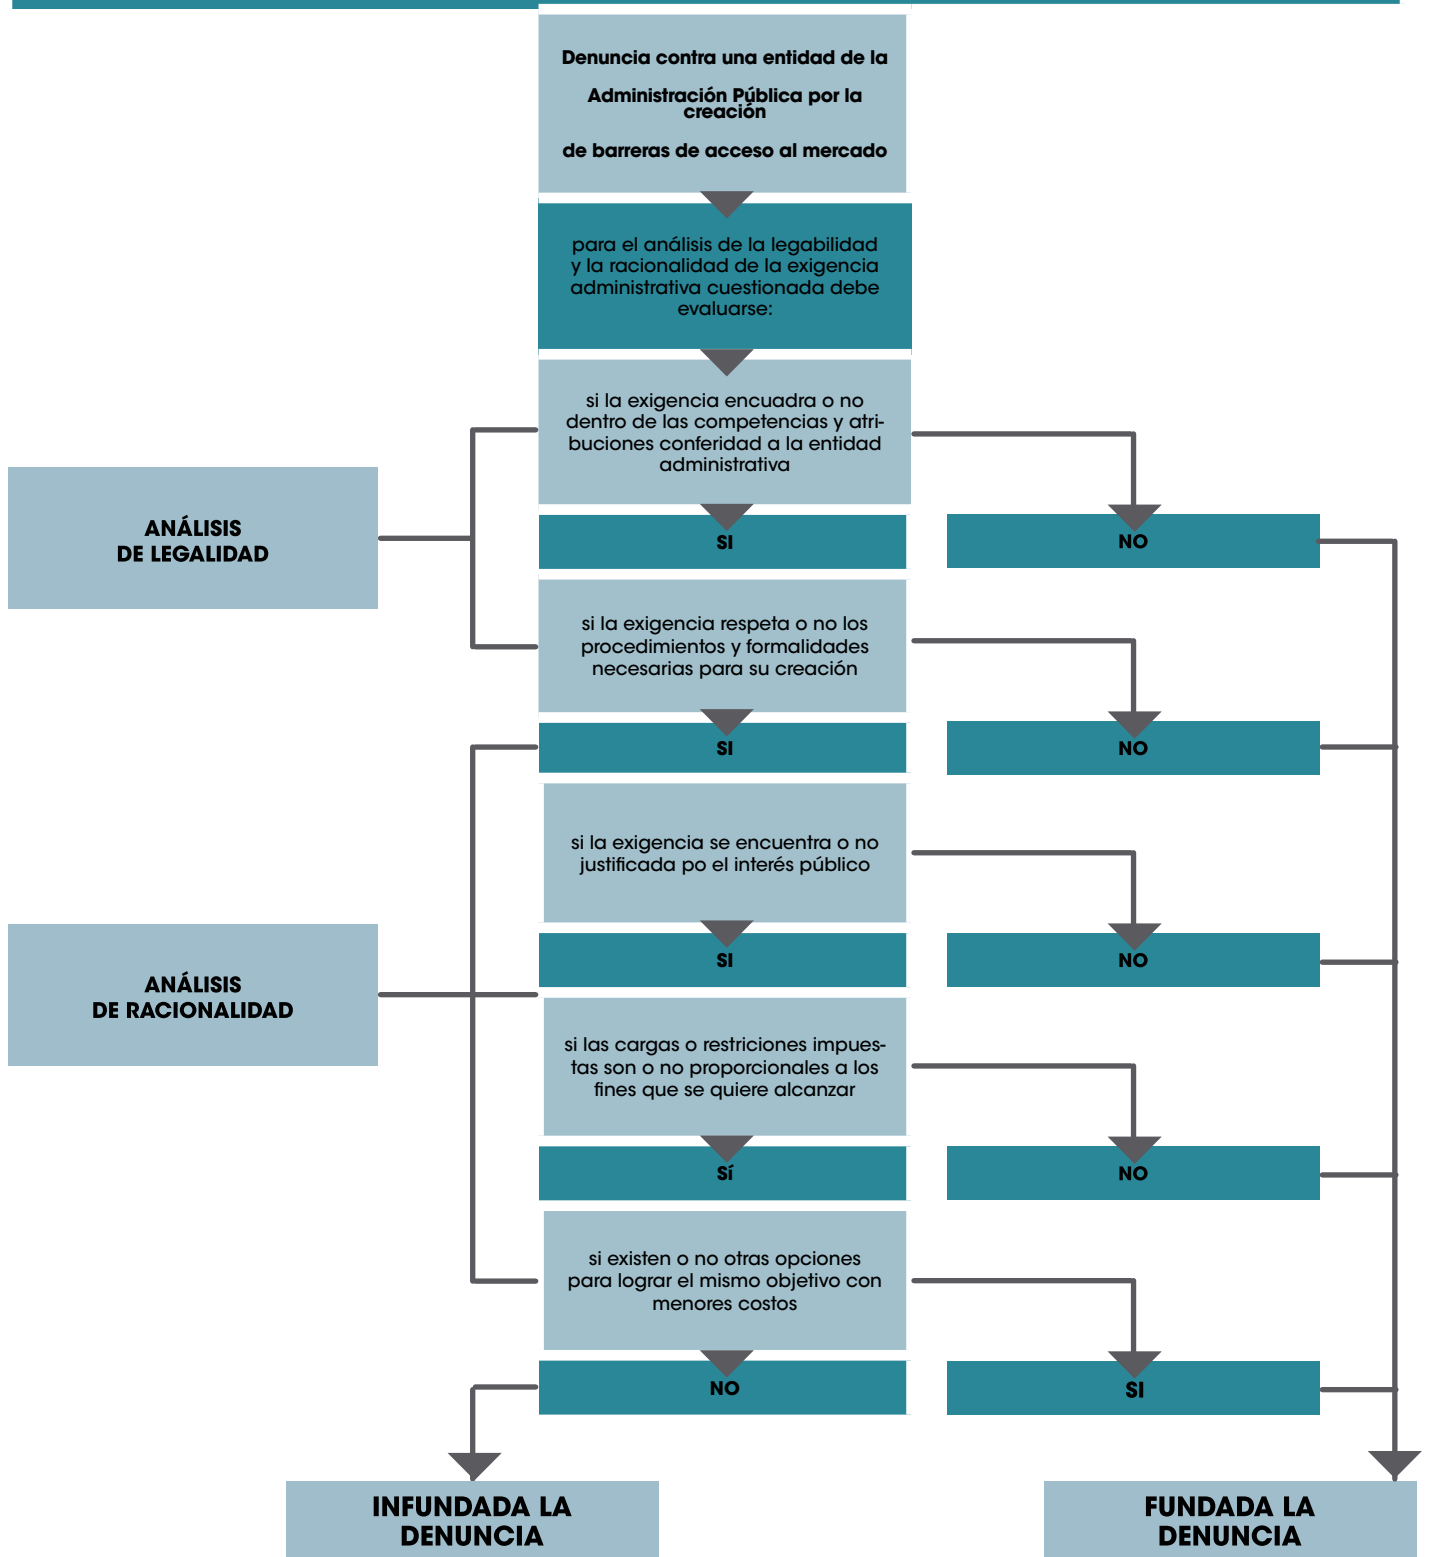 Denuncia contra una entidad de la
Administración Pública por la
creación
de barreras de acceso al mercado
para el análisis de la legabilidad
y la racionalidad de la exigencia
administrativa cuestionada debe
evaluarse:
si la exigencia encuadra o no
dentro de las competencias y atri-
buciones conferidad a la entidad
administrativa
ANÁLISIS
DE LEGALIDAD
SI
NO
si la exigencia respeta o no los
procedimientos y formalidades
necesarias para su creación
SI
NO
si la exigencia se encuentra o no
justificada po el interés público
SI
NO
ANÁLISIS
DE RACIONALIDAD
si las cargas o restriciones impues-
tas son o no proporcionales a los
fines que se quiere alcanzar
Sí
NO
si existen o no otras opciones
para lograr el mismo objetivo con
menores costos
NO
SI
INFUNDADA LA
DENUNCIA
FUNDADA LA
DENUNCIA